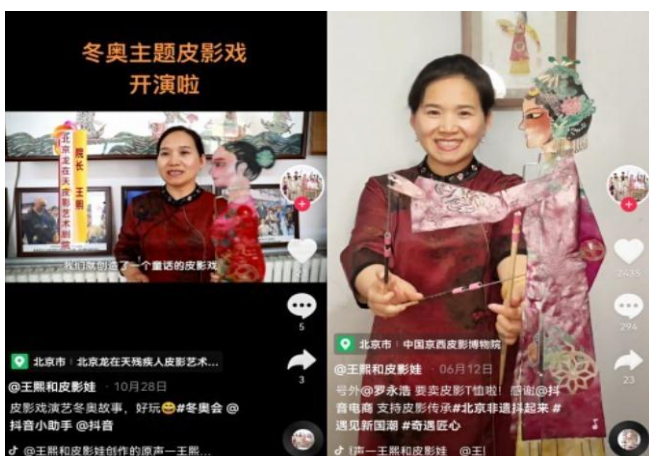 冬奥主题皮影戏
开演啦
北京龙在天皮影艺术剧院
院长 王熙
我们就创造了一个童话的皮影戏
5
3
北京市 | 北京龙在天残疾人皮影艺术...
@王熙和皮影娃 · 10月28日
皮影戏演艺冬奥故事，好玩😄#冬奥会 @
抖音小助手 @抖音
@王熙和皮影娃创作的原声一王熙...
2435
294
23
北京市 | 中国京西皮影博物院
@王熙和皮影娃 · 06月12日
号外@罗永浩 要卖皮影T恤啦！感谢@抖
音电商 支持皮影传承#北京非遗抖起来 #
遇见新国潮 #奇遇匠心
原声一王熙和皮影娃 @王